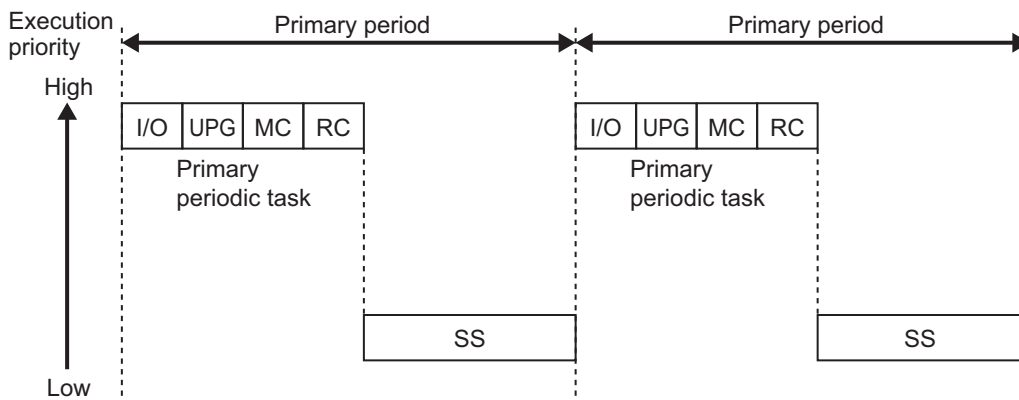 Execution
priority
Primary period
Primary period
High
I/O
UPG
MC
RC
I/O
UPG
MC
RC
Primary
periodic task
Primary
periodic task
SS
SS
Low